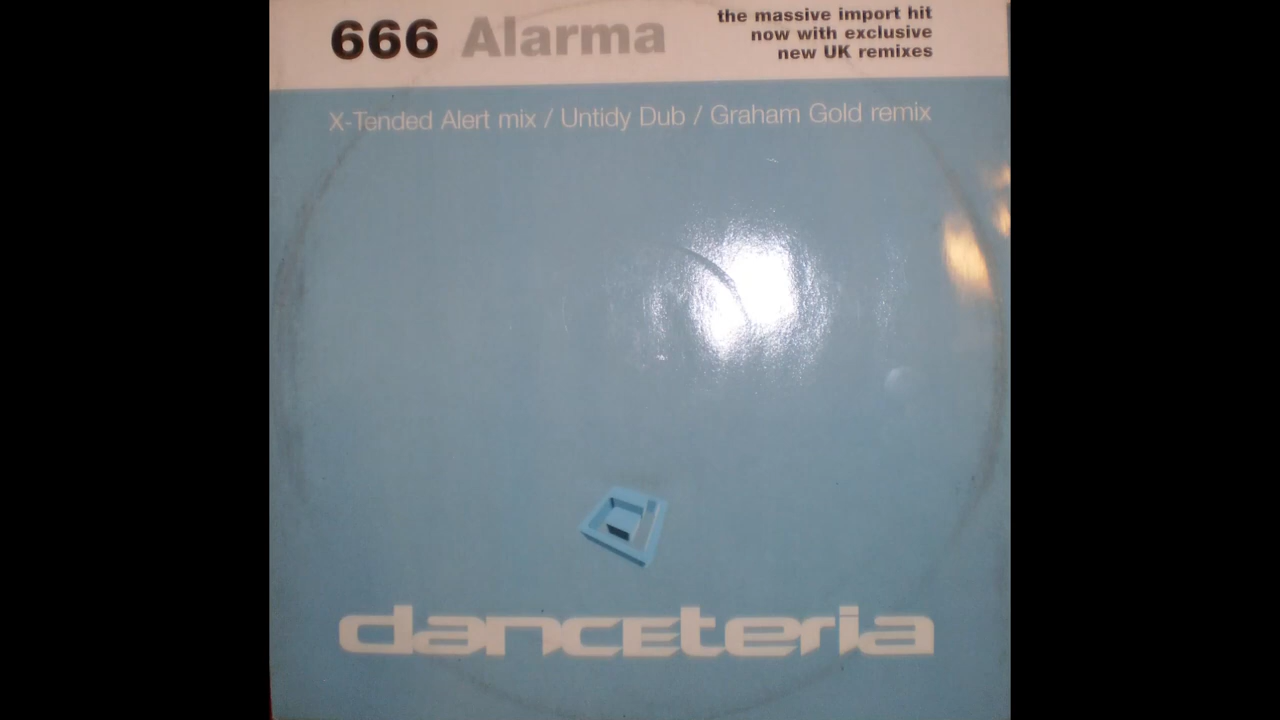 666 Alarma
the massive import hit
now with exclusive
new UK remixes
X-Tended Alert mix / Untidy Dub / Graham Gold remix
danceteria